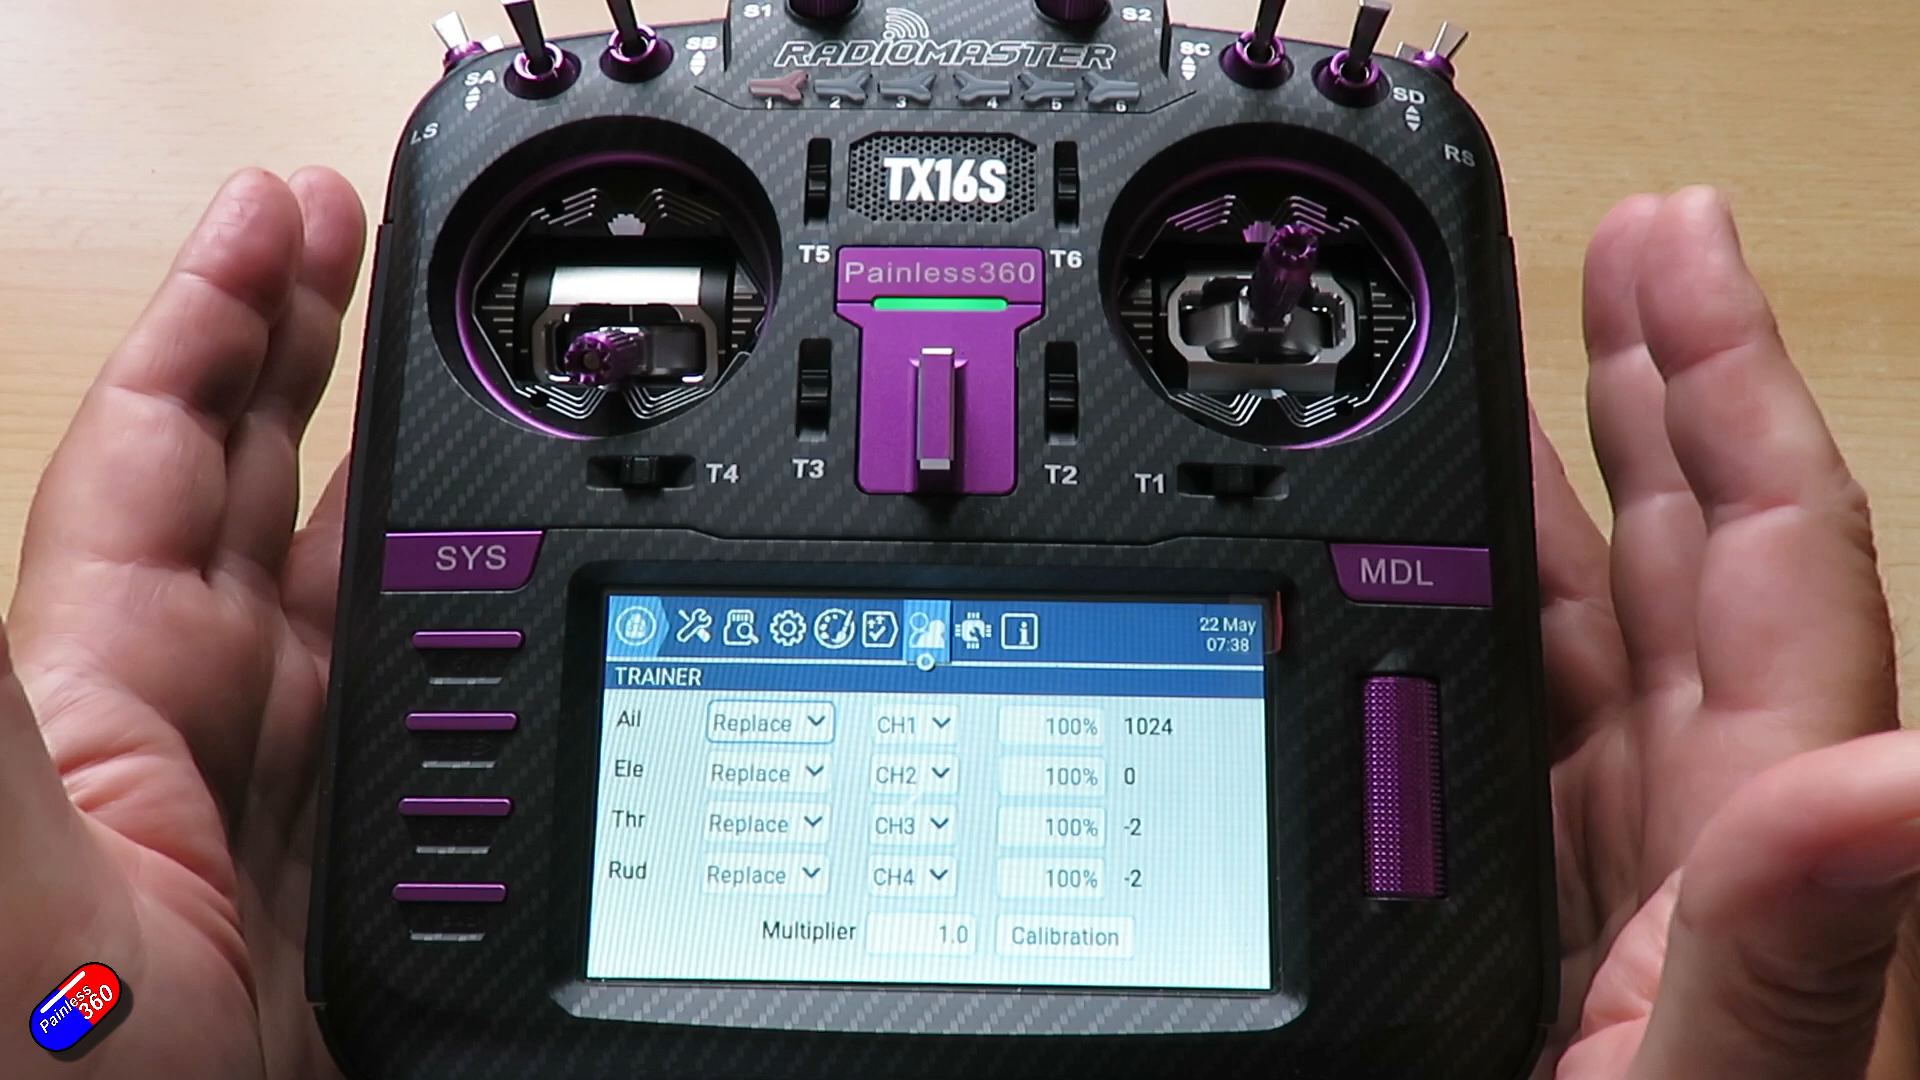 S1
S2
SB
RADIOMASTER
SC
SA
SD
1 2 3 4 5 6
LS
RS
TX16S
T5
T6
Painless360
T4
T3
T2
T1
SYS
MDL
22 May
07:38
TRAINER
Ail Replace CH1 100% 1024
Ele Replace CH2 100% 0
Thr Replace CH3 100% -2
Rud Replace CH4 100% -2
Multiplier 1.0 Calibration
Painless
360